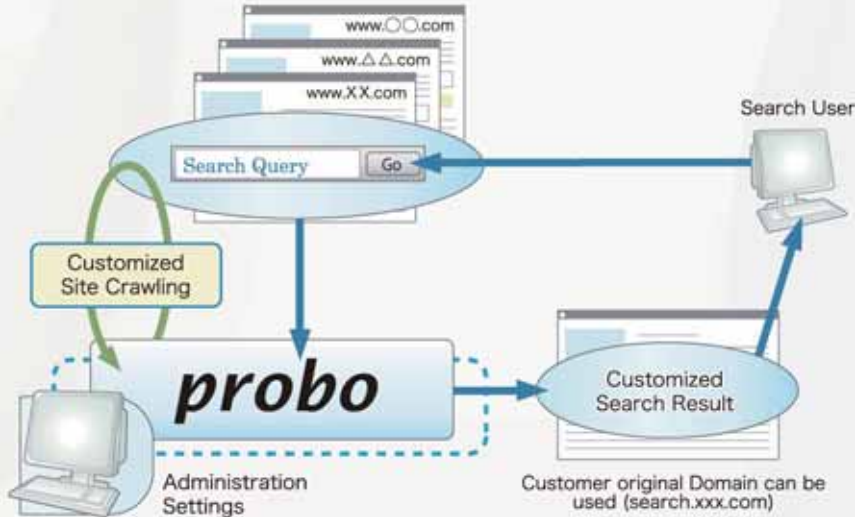 www.○○.com
www.△△.com
www.XX.com
Search User
Search Query
Go
Customized
Site Crawling
probo
Customized
Search Result
Administration
Settings
Customer original Domain can be
used (search.xxx.com)